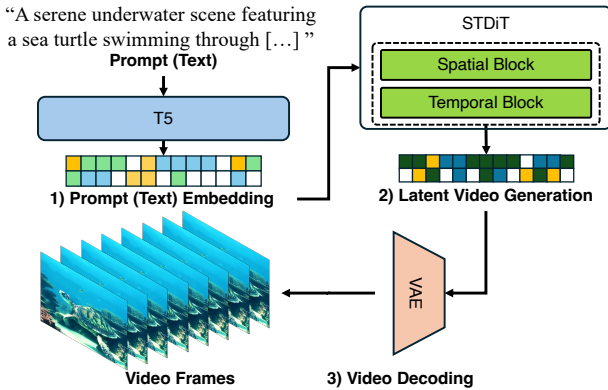 “A serene underwater scene featuring
a sea turtle swimming through […] ”
Prompt (Text)
T5
1) Prompt (Text) Embedding
STDiT
Spatial Block
Temporal Block
2) Latent Video Generation
VAE
3) Video Decoding
Video Frames